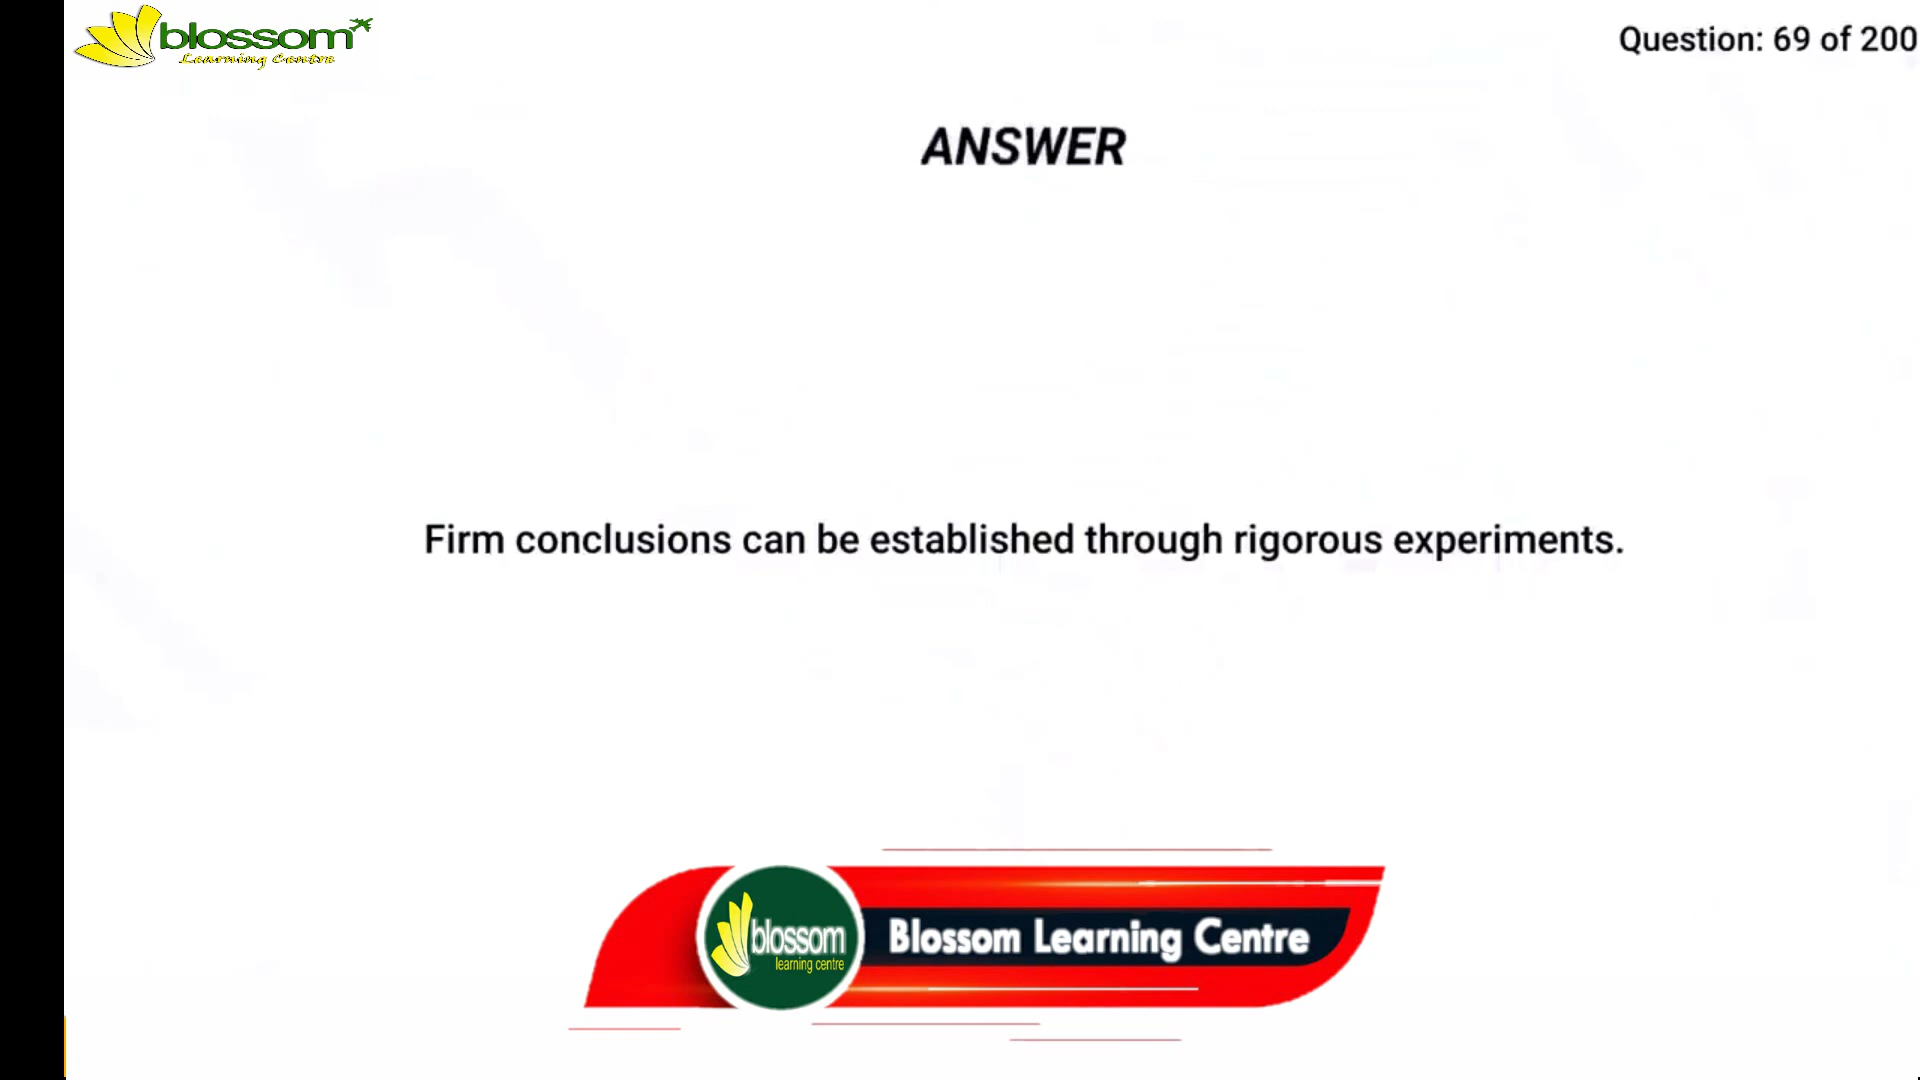 blossom
Learning Centre
Question: 69 of 200
ANSWER
Firm conclusions can be established through rigorous experiments.
blossom
learning centre
Blossom Learning Centre